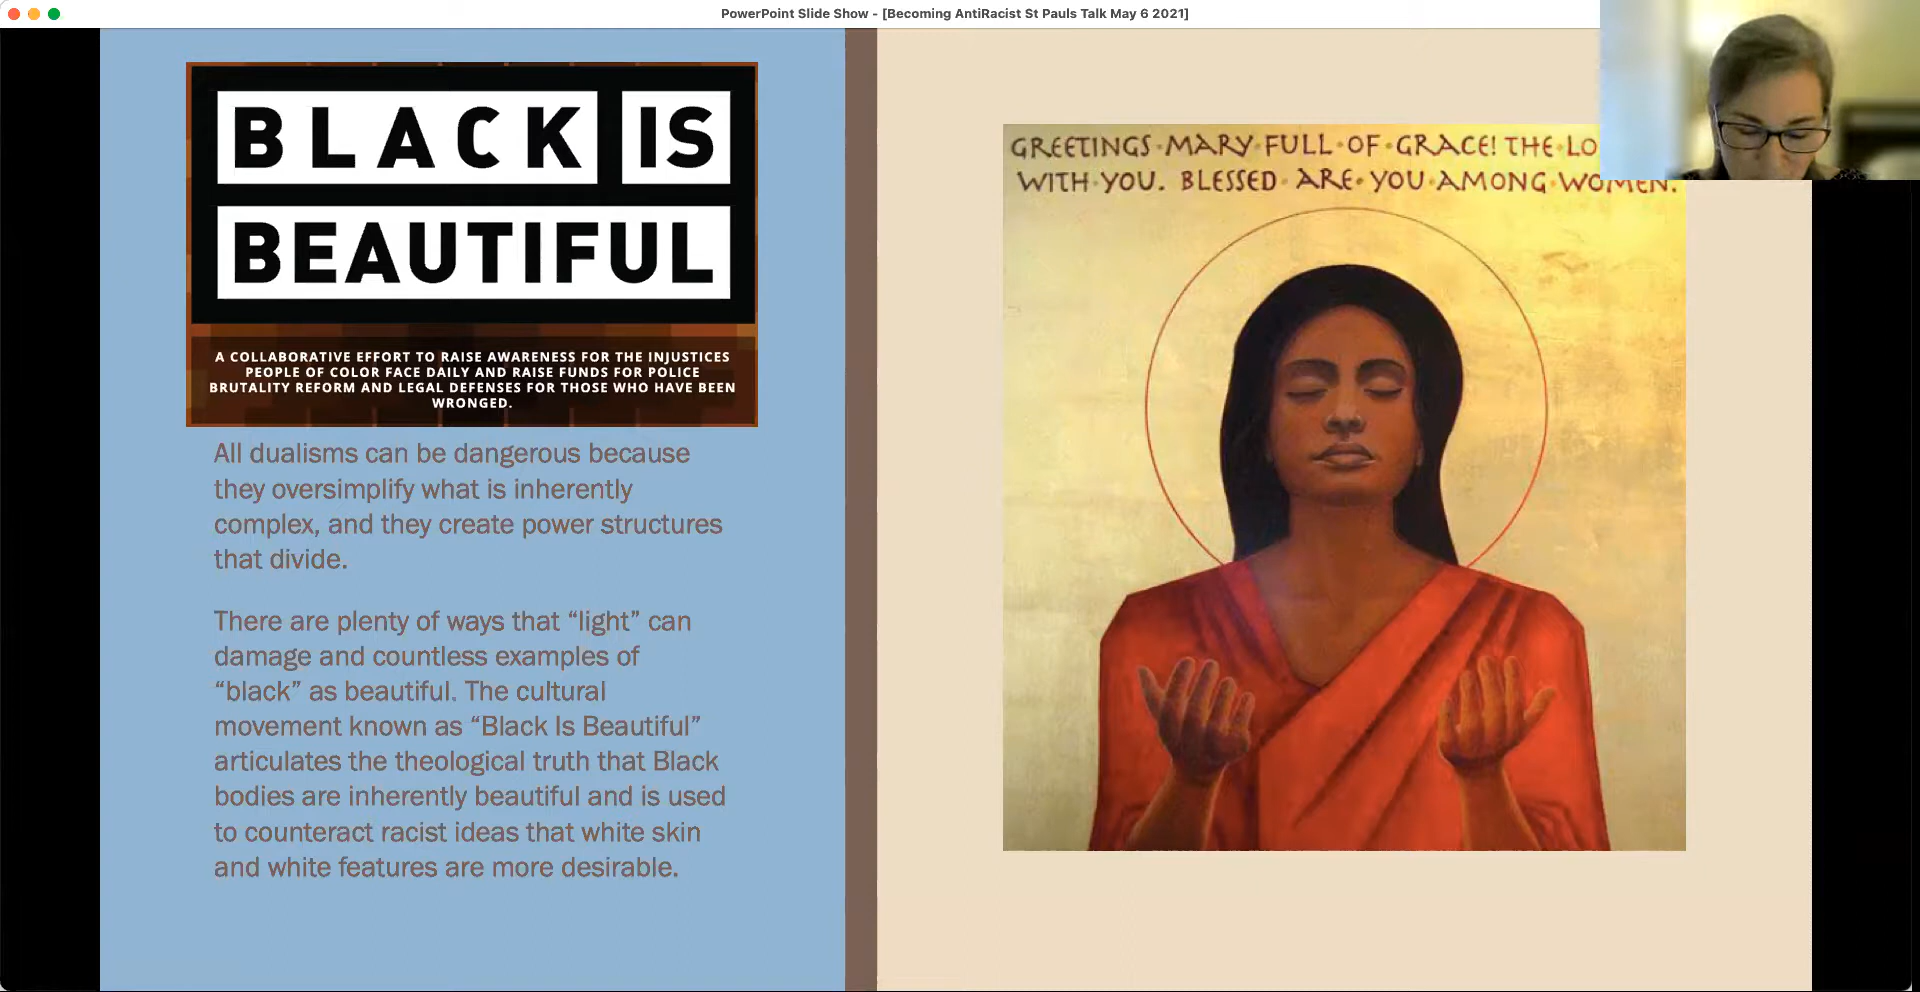 PowerPoint Slide Show - [Becoming AntiRacist St Pauls Talk May 6 2021]
BLACK IS
BEAUTIFUL
A COLLABORATIVE EFFORT TO RAISE AWARENESS FOR THE INJUSTICES
PEOPLE OF COLOR FACE DAILY AND RAISE FUNDS FOR POLICE
BRUTALITY REFORM AND LEGAL DEFENSES FOR THOSE WHO HAVE BEEN
WRONGED.
All dualisms can be dangerous because
they oversimplify what is inherently
complex, and they create power structures
that divide.
There are plenty of ways that “light” can
damage and countless examples of
“black” as beautiful. The cultural
movement known as “Black Is Beautiful”
articulates the theological truth that Black
bodies are inherently beautiful and is used
to counteract racist ideas that white skin
and white features are more desirable.
GREETINGS·MARY·FULL·OF·GRACE! THE·LO
WITH·YOU. BLESSED·ARE·YOU·AMONG·WOMEN.